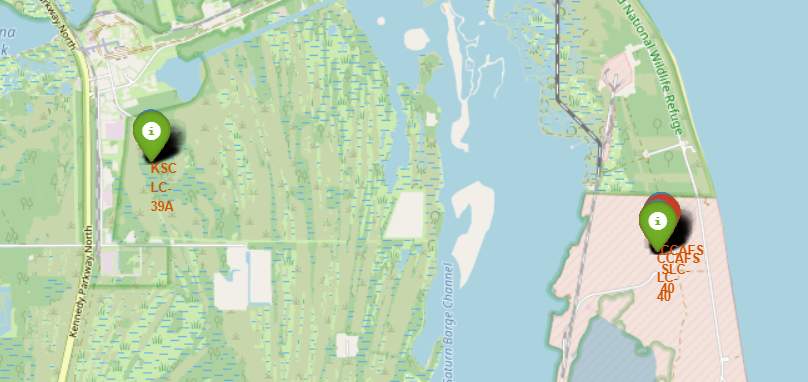 Parkway North
na
d National Wildlife Refuge
KSC
LC-
39A
CCAFS
CCAFS
SLC-
LC-
40
40
Kennedy Parkway North
Saturn Barge Channel